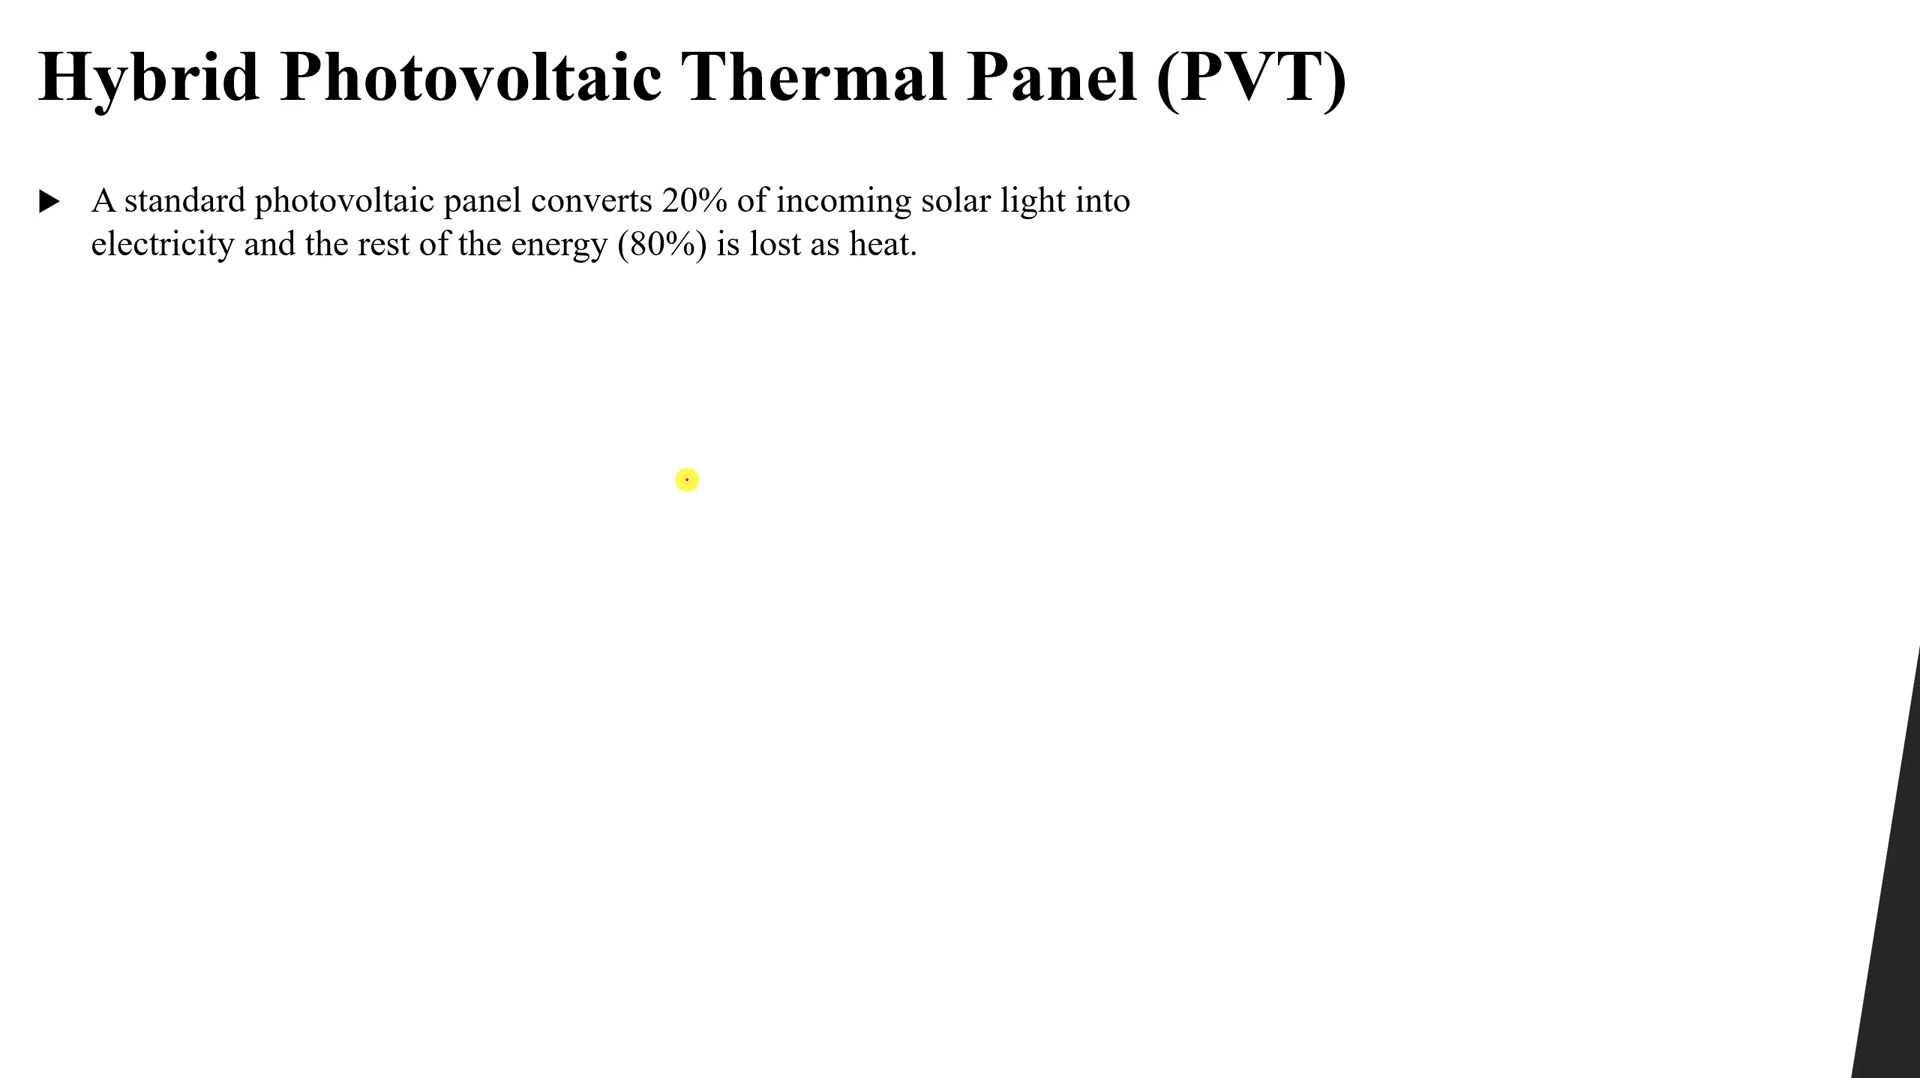 Hybrid Photovoltaic Thermal Panel (PVT)
A standard photovoltaic panel converts 20% of incoming solar light into
electricity and the rest of the energy (80%) is lost as heat.